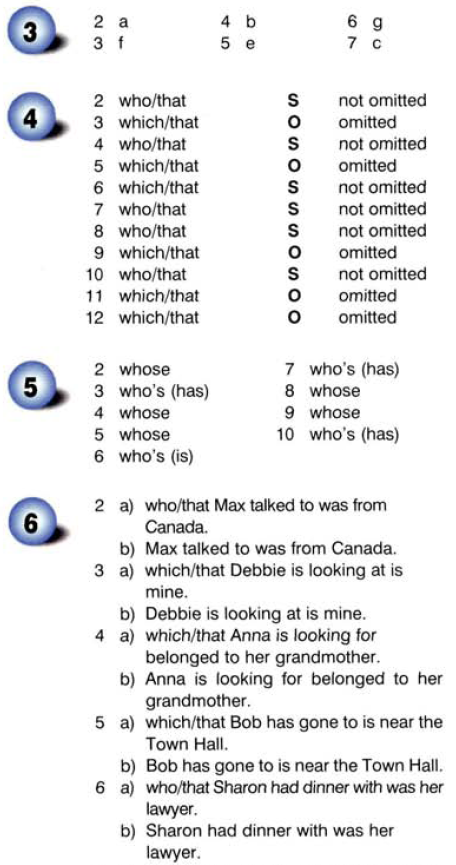 3
2 a 4 b 6 g
3 f 5 e 7 c
4
2 who/that S not omitted
3 which/that O omitted
4 who/that S not omitted
5 which/that O omitted
6 which/that S not omitted
7 who/that S not omitted
8 who/that S not omitted
9 which/that O omitted
10 who/that S not omitted
11 which/that O omitted
12 which/that O omitted
5
2 whose 7 who's (has)
3 who's (has) 8 whose
4 whose 9 whose
5 whose 10 who's (has)
6 who's (is)
6
2 a) who/that Max talked to was from
Canada.
b) Max talked to was from Canada.
3 a) which/that Debbie is looking at is
mine.
b) Debbie is looking at is mine.
4 a) which/that Anna is looking for
belonged to her grandmother.
b) Anna is looking for belonged to her
grandmother.
5 a) which/that Bob has gone to is near the
Town Hall.
b) Bob has gone to is near the Town Hall.
6 a) who/that Sharon had dinner with was her
lawyer.
b) Sharon had dinner with was her
lawyer.